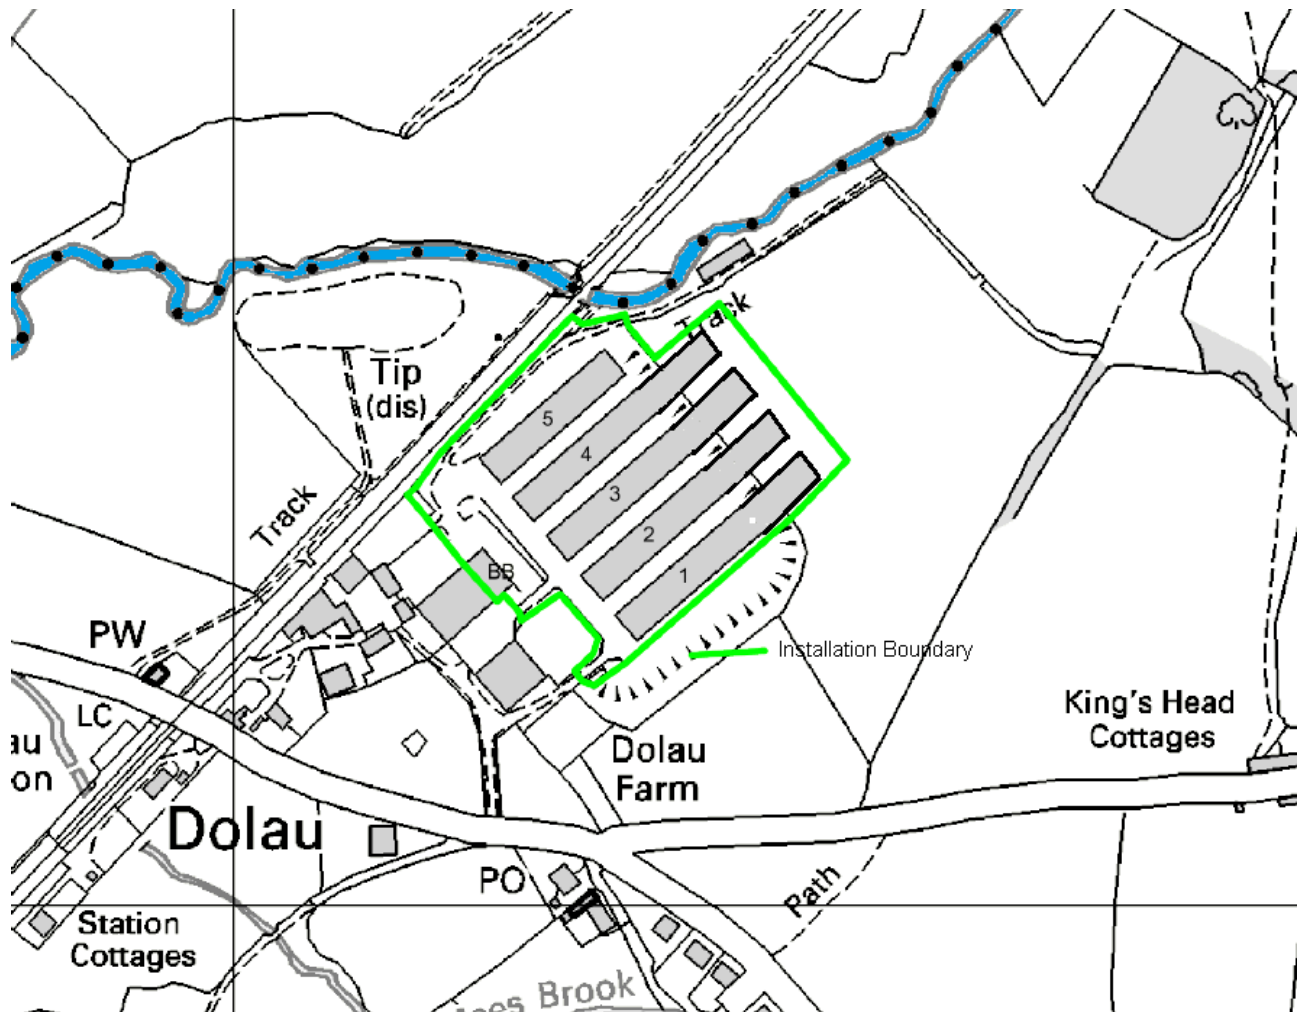 Track
Tip
(dis)
5
4
3
2
1
BB
Track
PW
LC
Installation Boundary
King's Head
Cottages
au
on
Dolau
Farm
Dolau
PO
Path
Station
Cottages
Brook